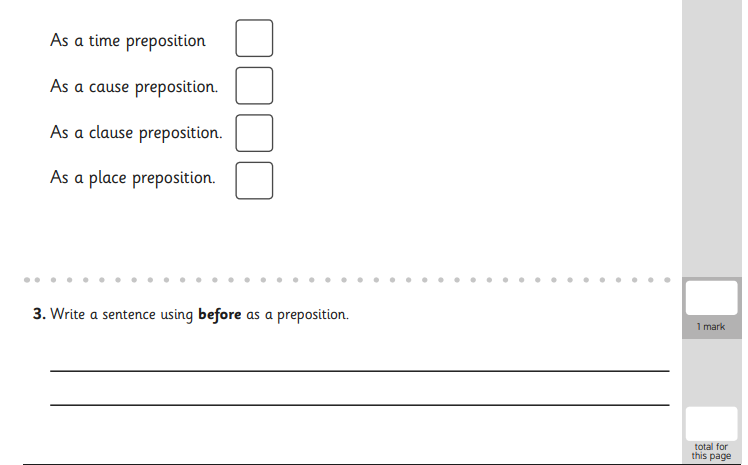 As a time preposition
As a cause preposition.
As a clause preposition.
As a place preposition.
3. Write a sentence using before as a preposition.
1 mark
total for
this page